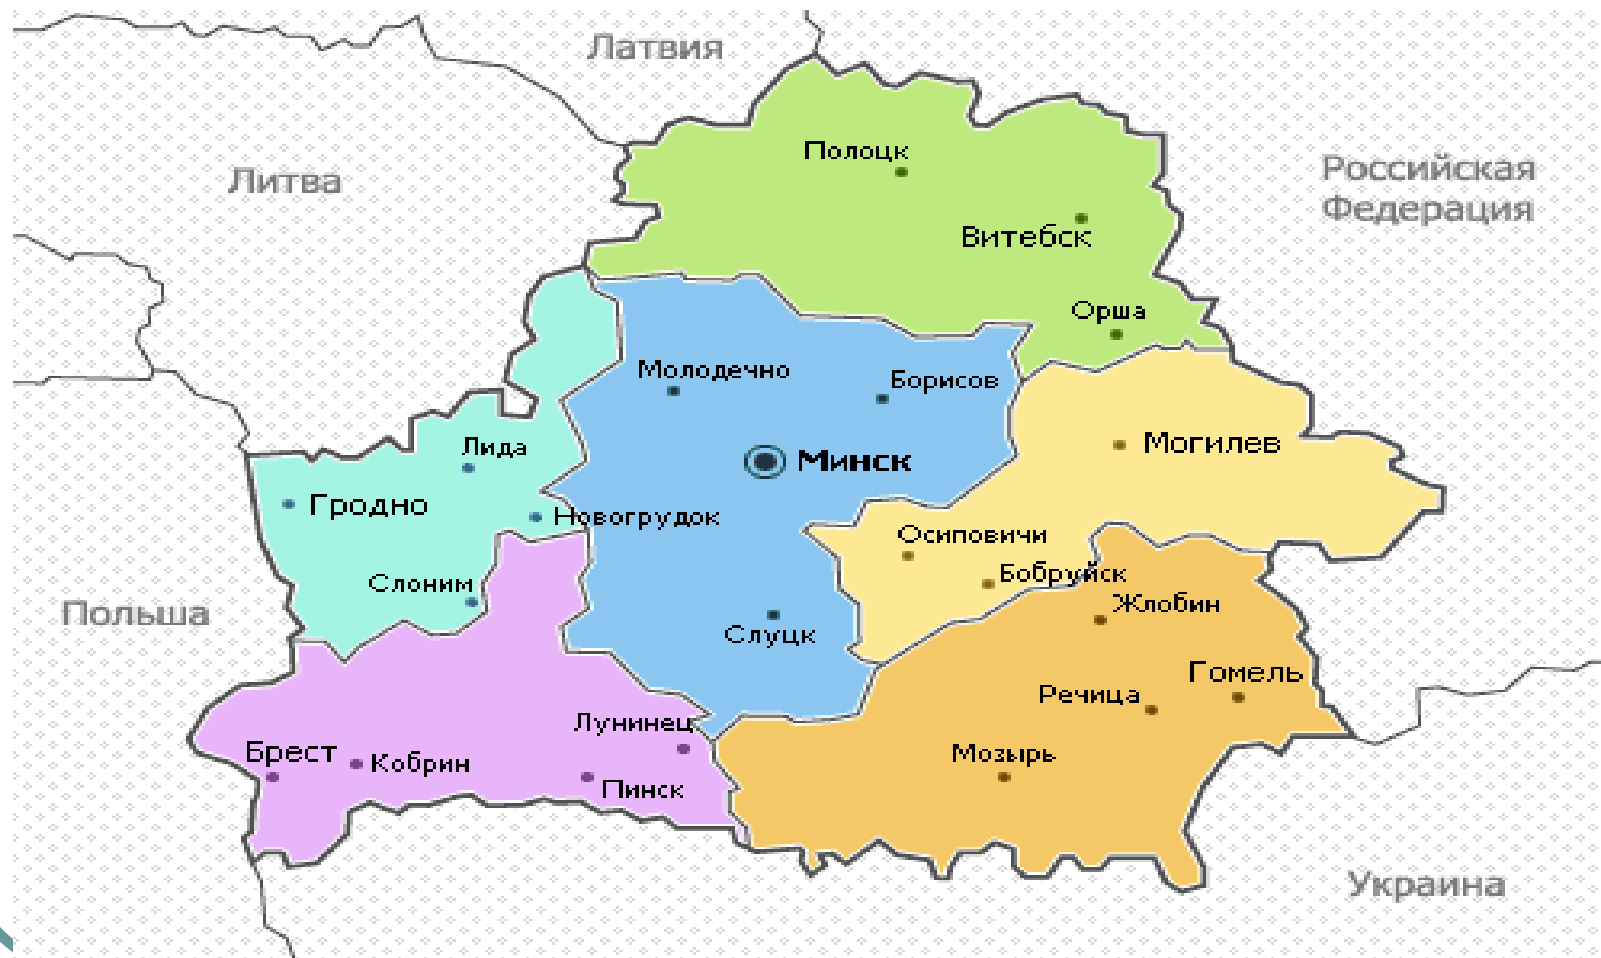 Латвия
Литва
Российская
Федерация
Полоцк
Витебск
Орша
Молодечно
Борисов
Минск
Могилев
Лида
Гродно
Новогрудок
Слоним
Осиповичи
Бобруйск
Жлобин
Польша
Слуцк
Гомель
Речица
Лунинец
Брест
Кобрин
Пинск
Мозырь
Украина